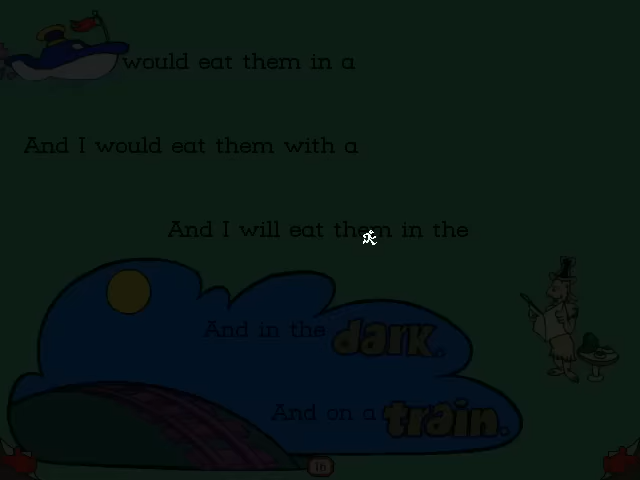 would eat them in a
And I would eat them with a
And I will eat them in the
And in the dark.
And on a train.
16